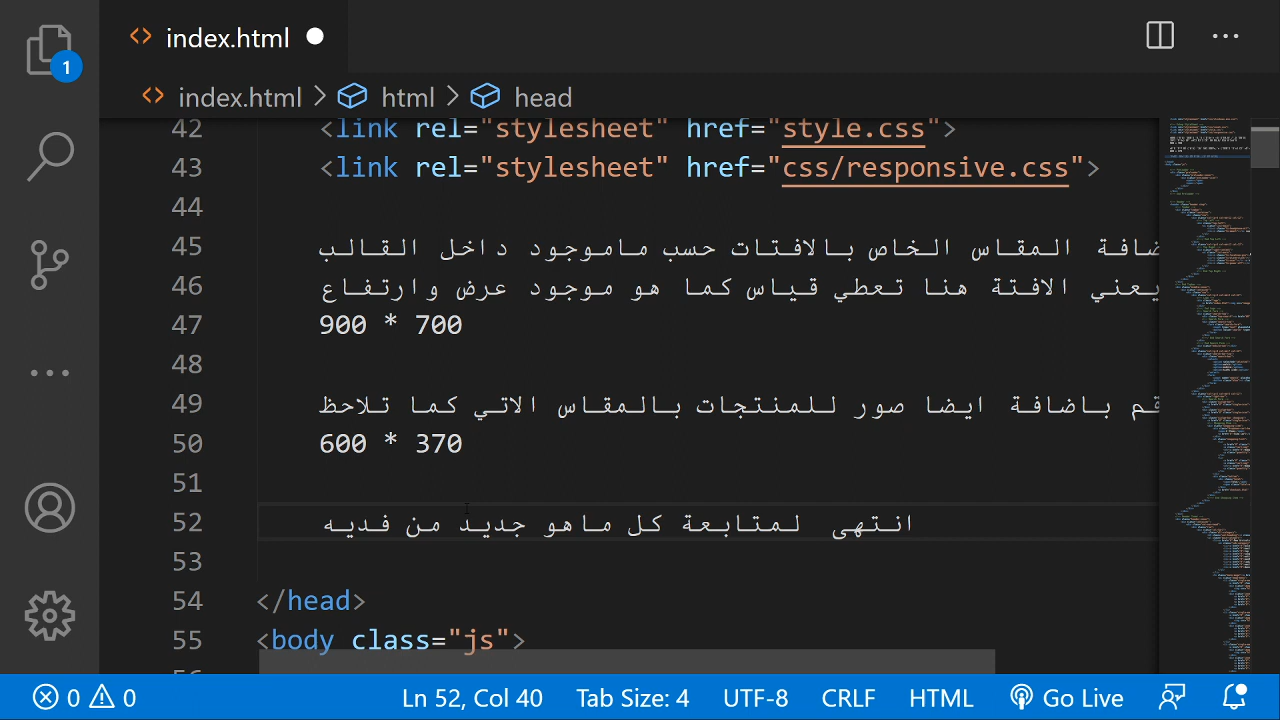 index.html
1
index.html > html > head
42 <link rel="stylesheet" href="style.css">
43 <link rel="stylesheet" href="css/responsive.css">
44
45 المقاس الخاص بالافتات حسب ماموجود داخل القالب
46 يعني الافتة هنا تعطي قياس كما هو موجود عرض وارتفاع
47 900 * 700
48
49 باضافة ايضا صور للمنتجات بالمقاس الاتي كما تلاحظ
50 600 * 370
51
52 انتهى لمتابعة كل ماهو جديد من فديه
53
54 </head>
55 <body class="js">
0 0 Ln 52, Col 40 Tab Size: 4 UTF-8 CRLF HTML Go Live